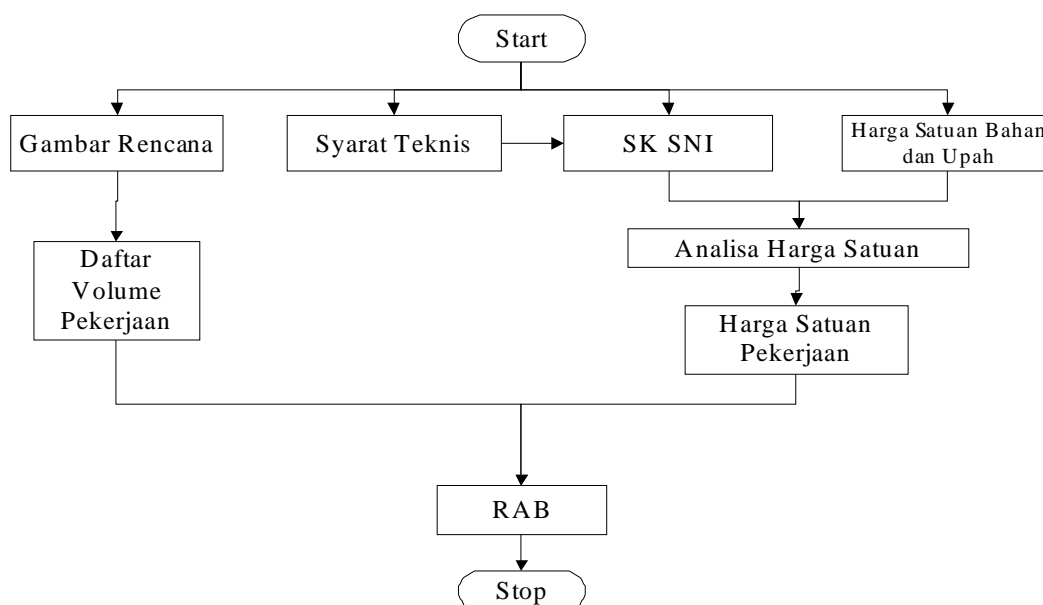 Start
Gambar Rencana
Syarat Teknis
SK SNI
Harga Satuan Bahan
dan Upah
Daftar
Volume
Pekerjaan
Analisa Harga Satuan
Harga Satuan
Pekerjaan
RAB
Stop